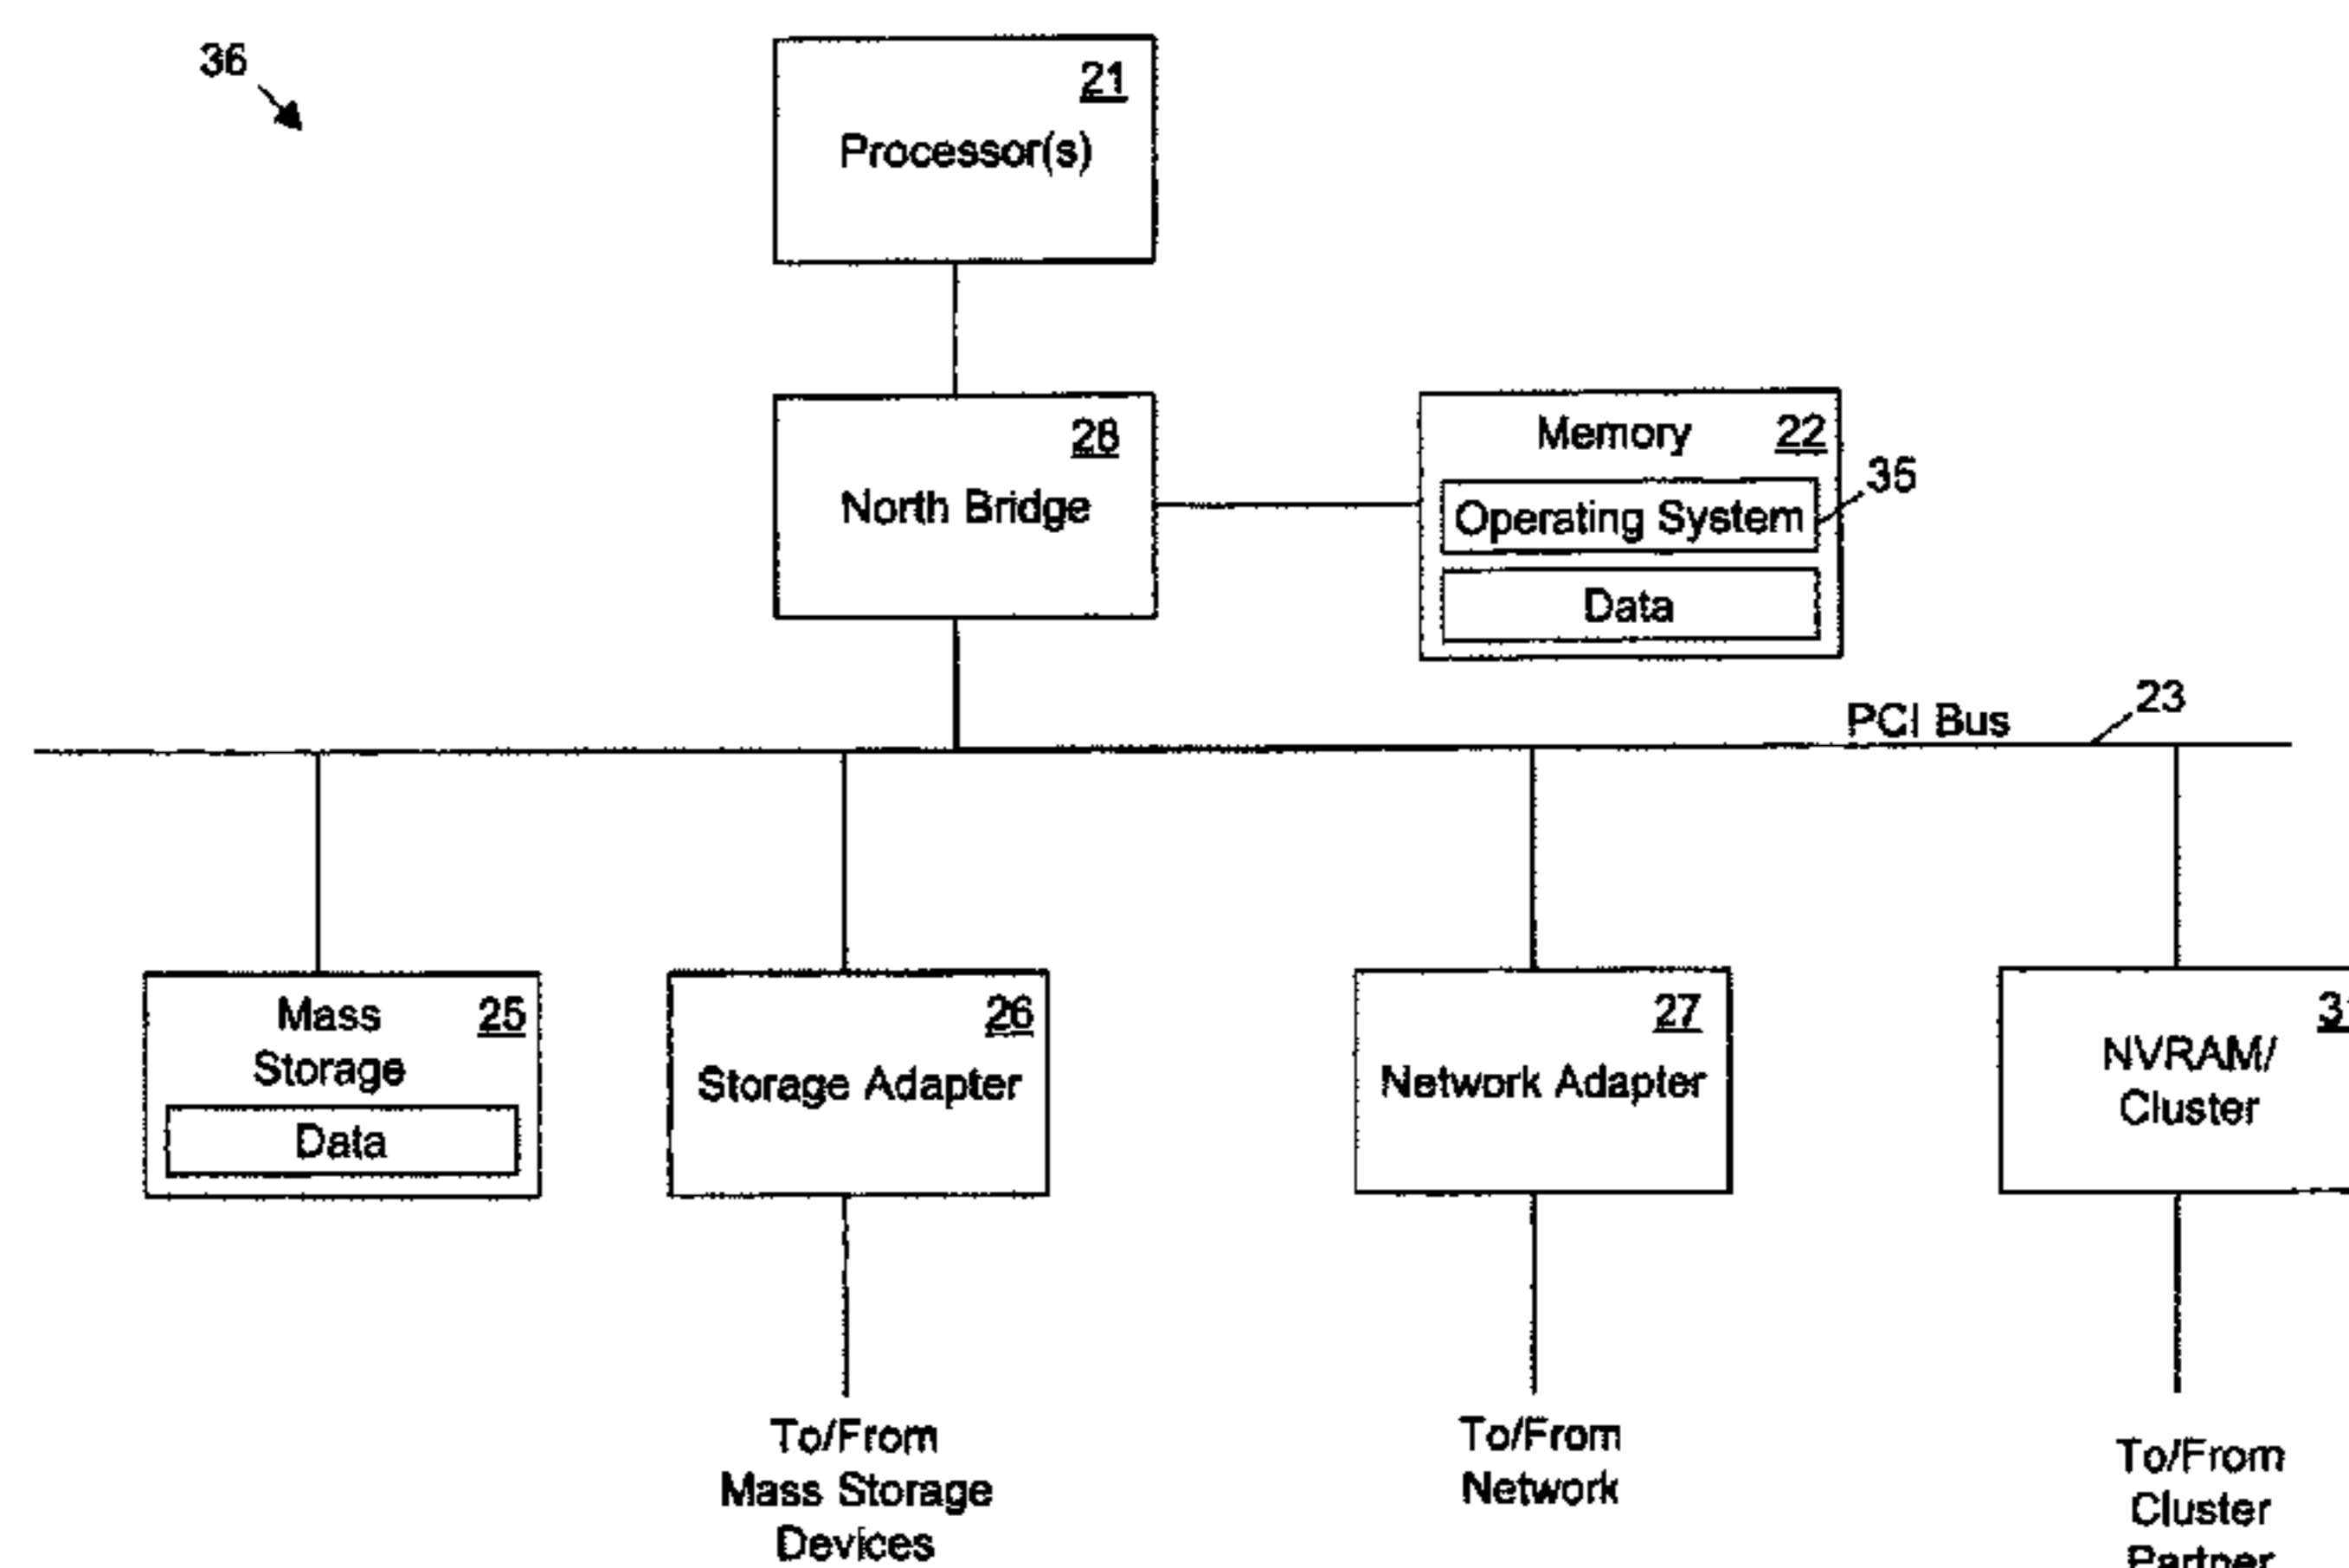 36
21
Processor(s)
28
North Bridge
Memory 22
35
Operating System
Data
PCI Bus
23
Mass 25
Storage
Data
26
Storage Adapter
27
Network Adapter
NVRAM/
Cluster
To/From
Mass Storage
Devices
To/From
Network
To/From
Cluster
Partner